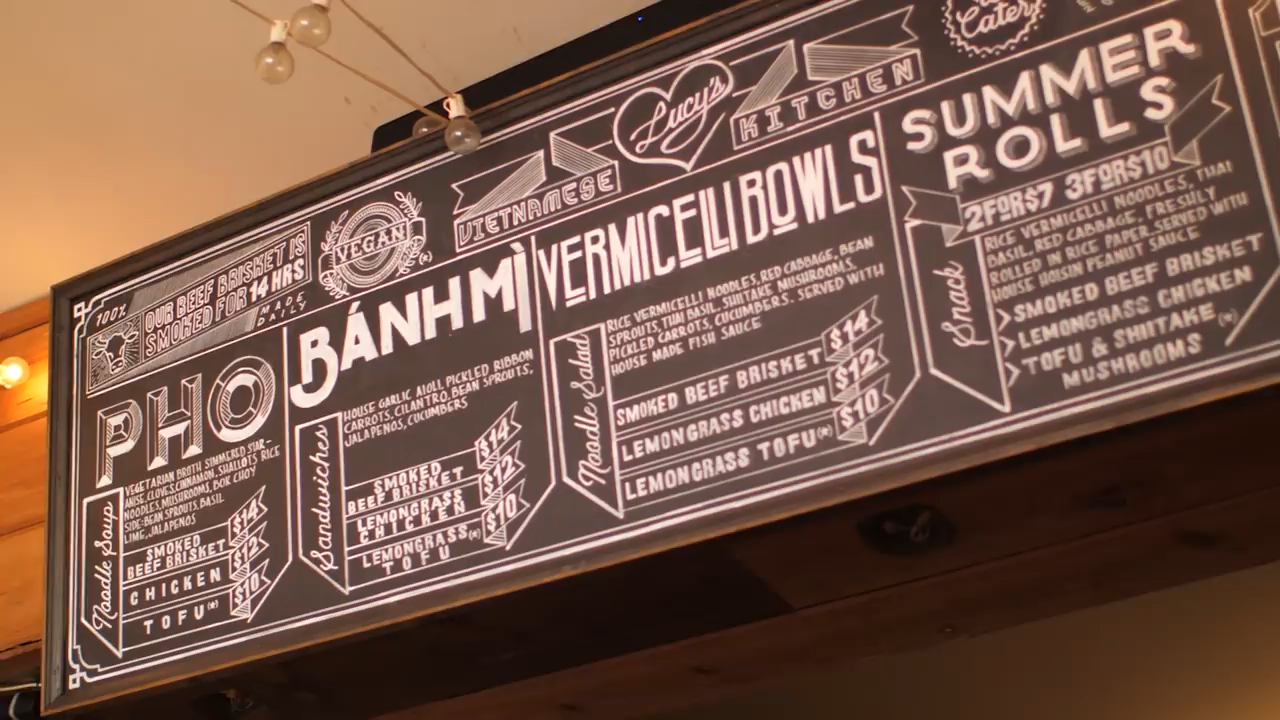 Cater
Lucy's
VIETNAMESE
KITCHEN
100%
OUR BEEF BRISKET IS
SMOKED FOR 14 HRS
MADE
DAILY
VEGAN
(*)
PHO
Noodle Soup
VEGETARIAN BROTH SIMMERED STAR-
ANISE, CLOVES, CINNAMON, SHALLOTS RICE
NOODLES, MUSHROOMS, BOK CHOY
SIDE: BEAN SPROUTS, BASIL
LIME, JALAPENOS
SMOKED
BEEF BRISKET $14
CHICKEN $12
TOFU(*) $10
BÁNH MÌ
Sandwiches
HOUSE GARLIC AIOLI, PICKLED RIBBON
CARROTS, CILANTRO, BEAN SPROUTS,
JALAPENOS, CUCUMBERS
SMOKED
BEEF BRISKET $14
LEMONGRASS
CHICKEN $12
LEMONGRASS(*)
TOFU $10
VERMICELLI BOWLS
Noodle Salad
RICE VERMICELLI NOODLES, RED CABBAGE, BEAN
SPROUTS, THAI BASIL, SHIITAKE MUSHROOMS,
PICKLED CARROTS, CUCUMBERS. SERVED WITH
HOUSE MADE FISH SAUCE
SMOKED BEEF BRISKET $14
LEMONGRASS CHICKEN $12
LEMONGRASS TOFU(*) $10
SUMMER
ROLLS
2 FOR $7 3 FOR $10
Snack
RICE VERMICELLI NOODLES, THAI
BASIL, RED CABBAGE, FRESHLY
ROLLED IN RICE PAPER. SERVED WITH
HOUSE HOISIN PEANUT SAUCE
SMOKED BEEF BRISKET
LEMONGRASS CHICKEN
TOFU & SHIITAKE (*)
MUSHROOMS